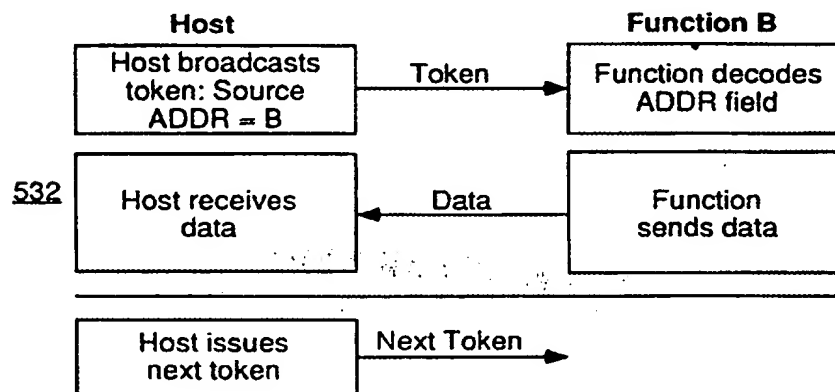 Host
Function B
Host broadcasts
token: Source
ADDR = B
Token
Function decodes
ADDR field
532
Host receives
data
Data
Function
sends data
Host issues
next token
Next Token